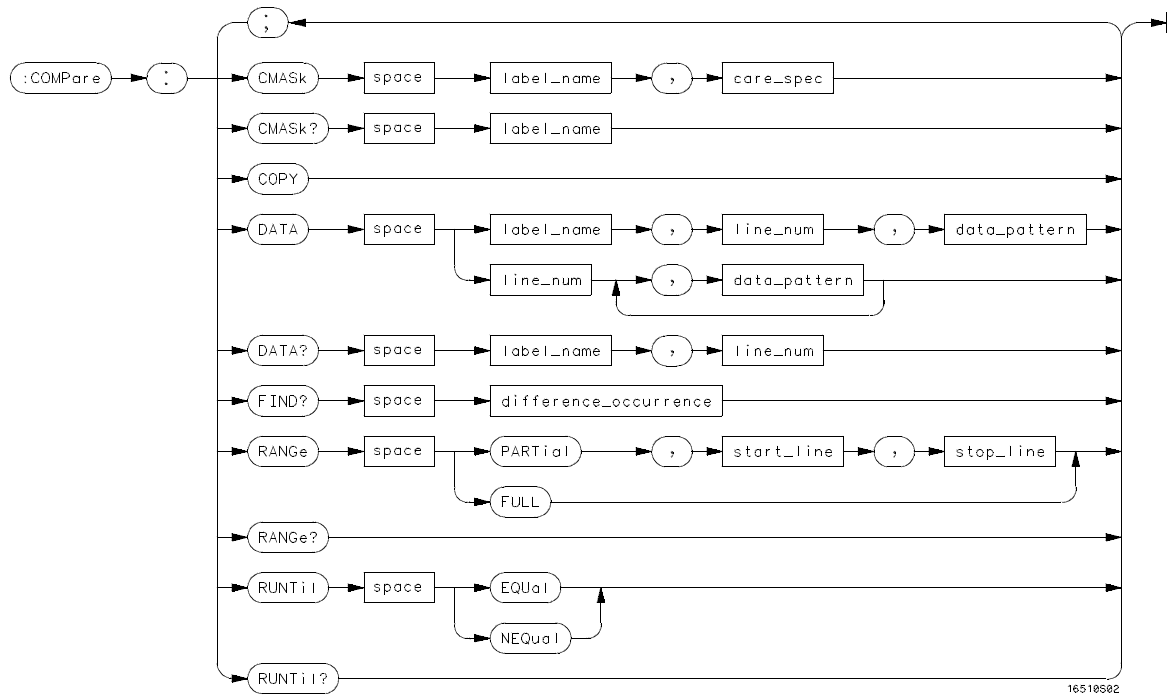 ;
:COMPare : CMASk space label_name , care_spec
CMASk? space label_name
COPY
DATA space label_name , line_num , data_pattern
line_num , data_pattern
DATA? space label_name , line_num
FIND? space difference_occurrence
RANGe space PARTial , start_line , stop_line
FULL
RANGe?
RUNTil space EQUal
NEQual
RUNTil?
16510S02